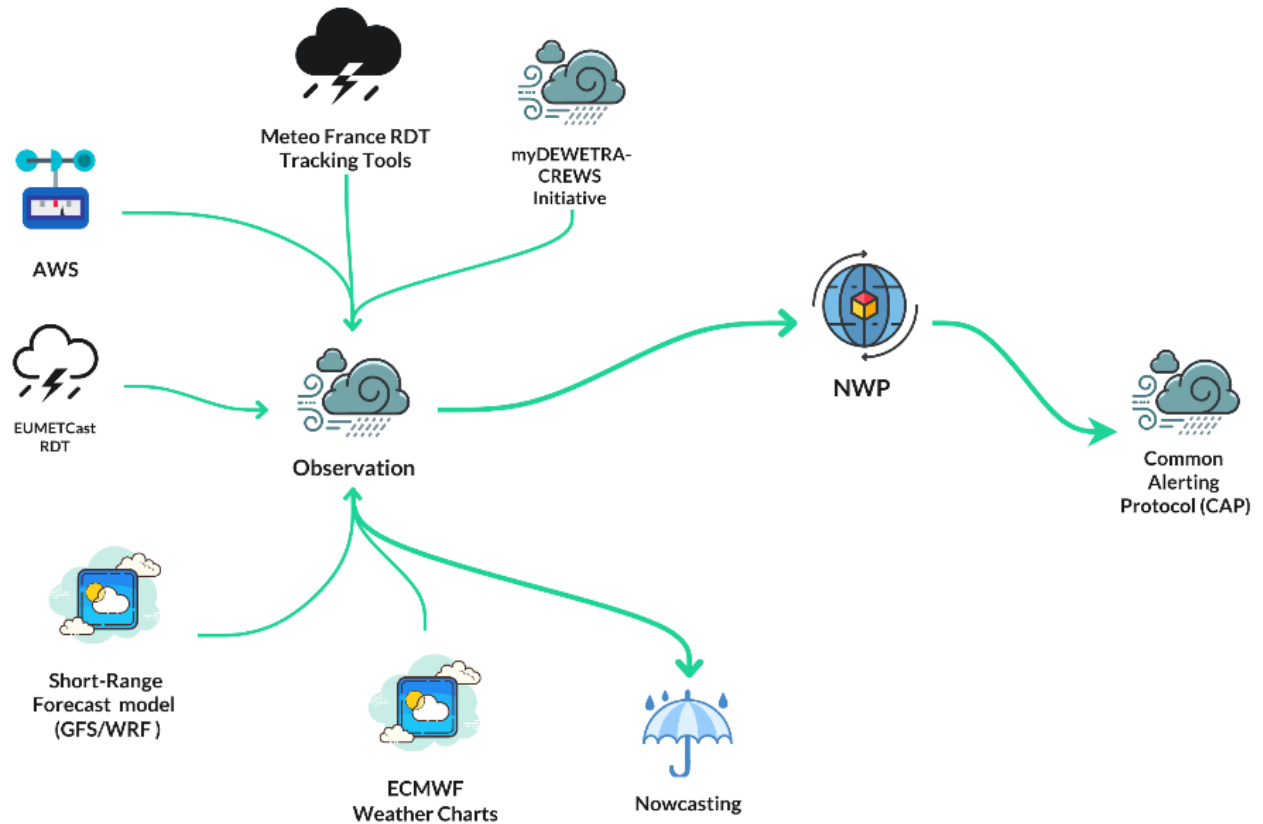 Meteo France RDT
Tracking Tools
myDEWETRA-
CREWS
Initiative
AWS
EUMETCast
RDT
Observation
NWP
Common
Alerting
Protocol (CAP)
Short-Range
Forecast model
(GFS/WRF )
ECMWF
Weather Charts
Nowcasting